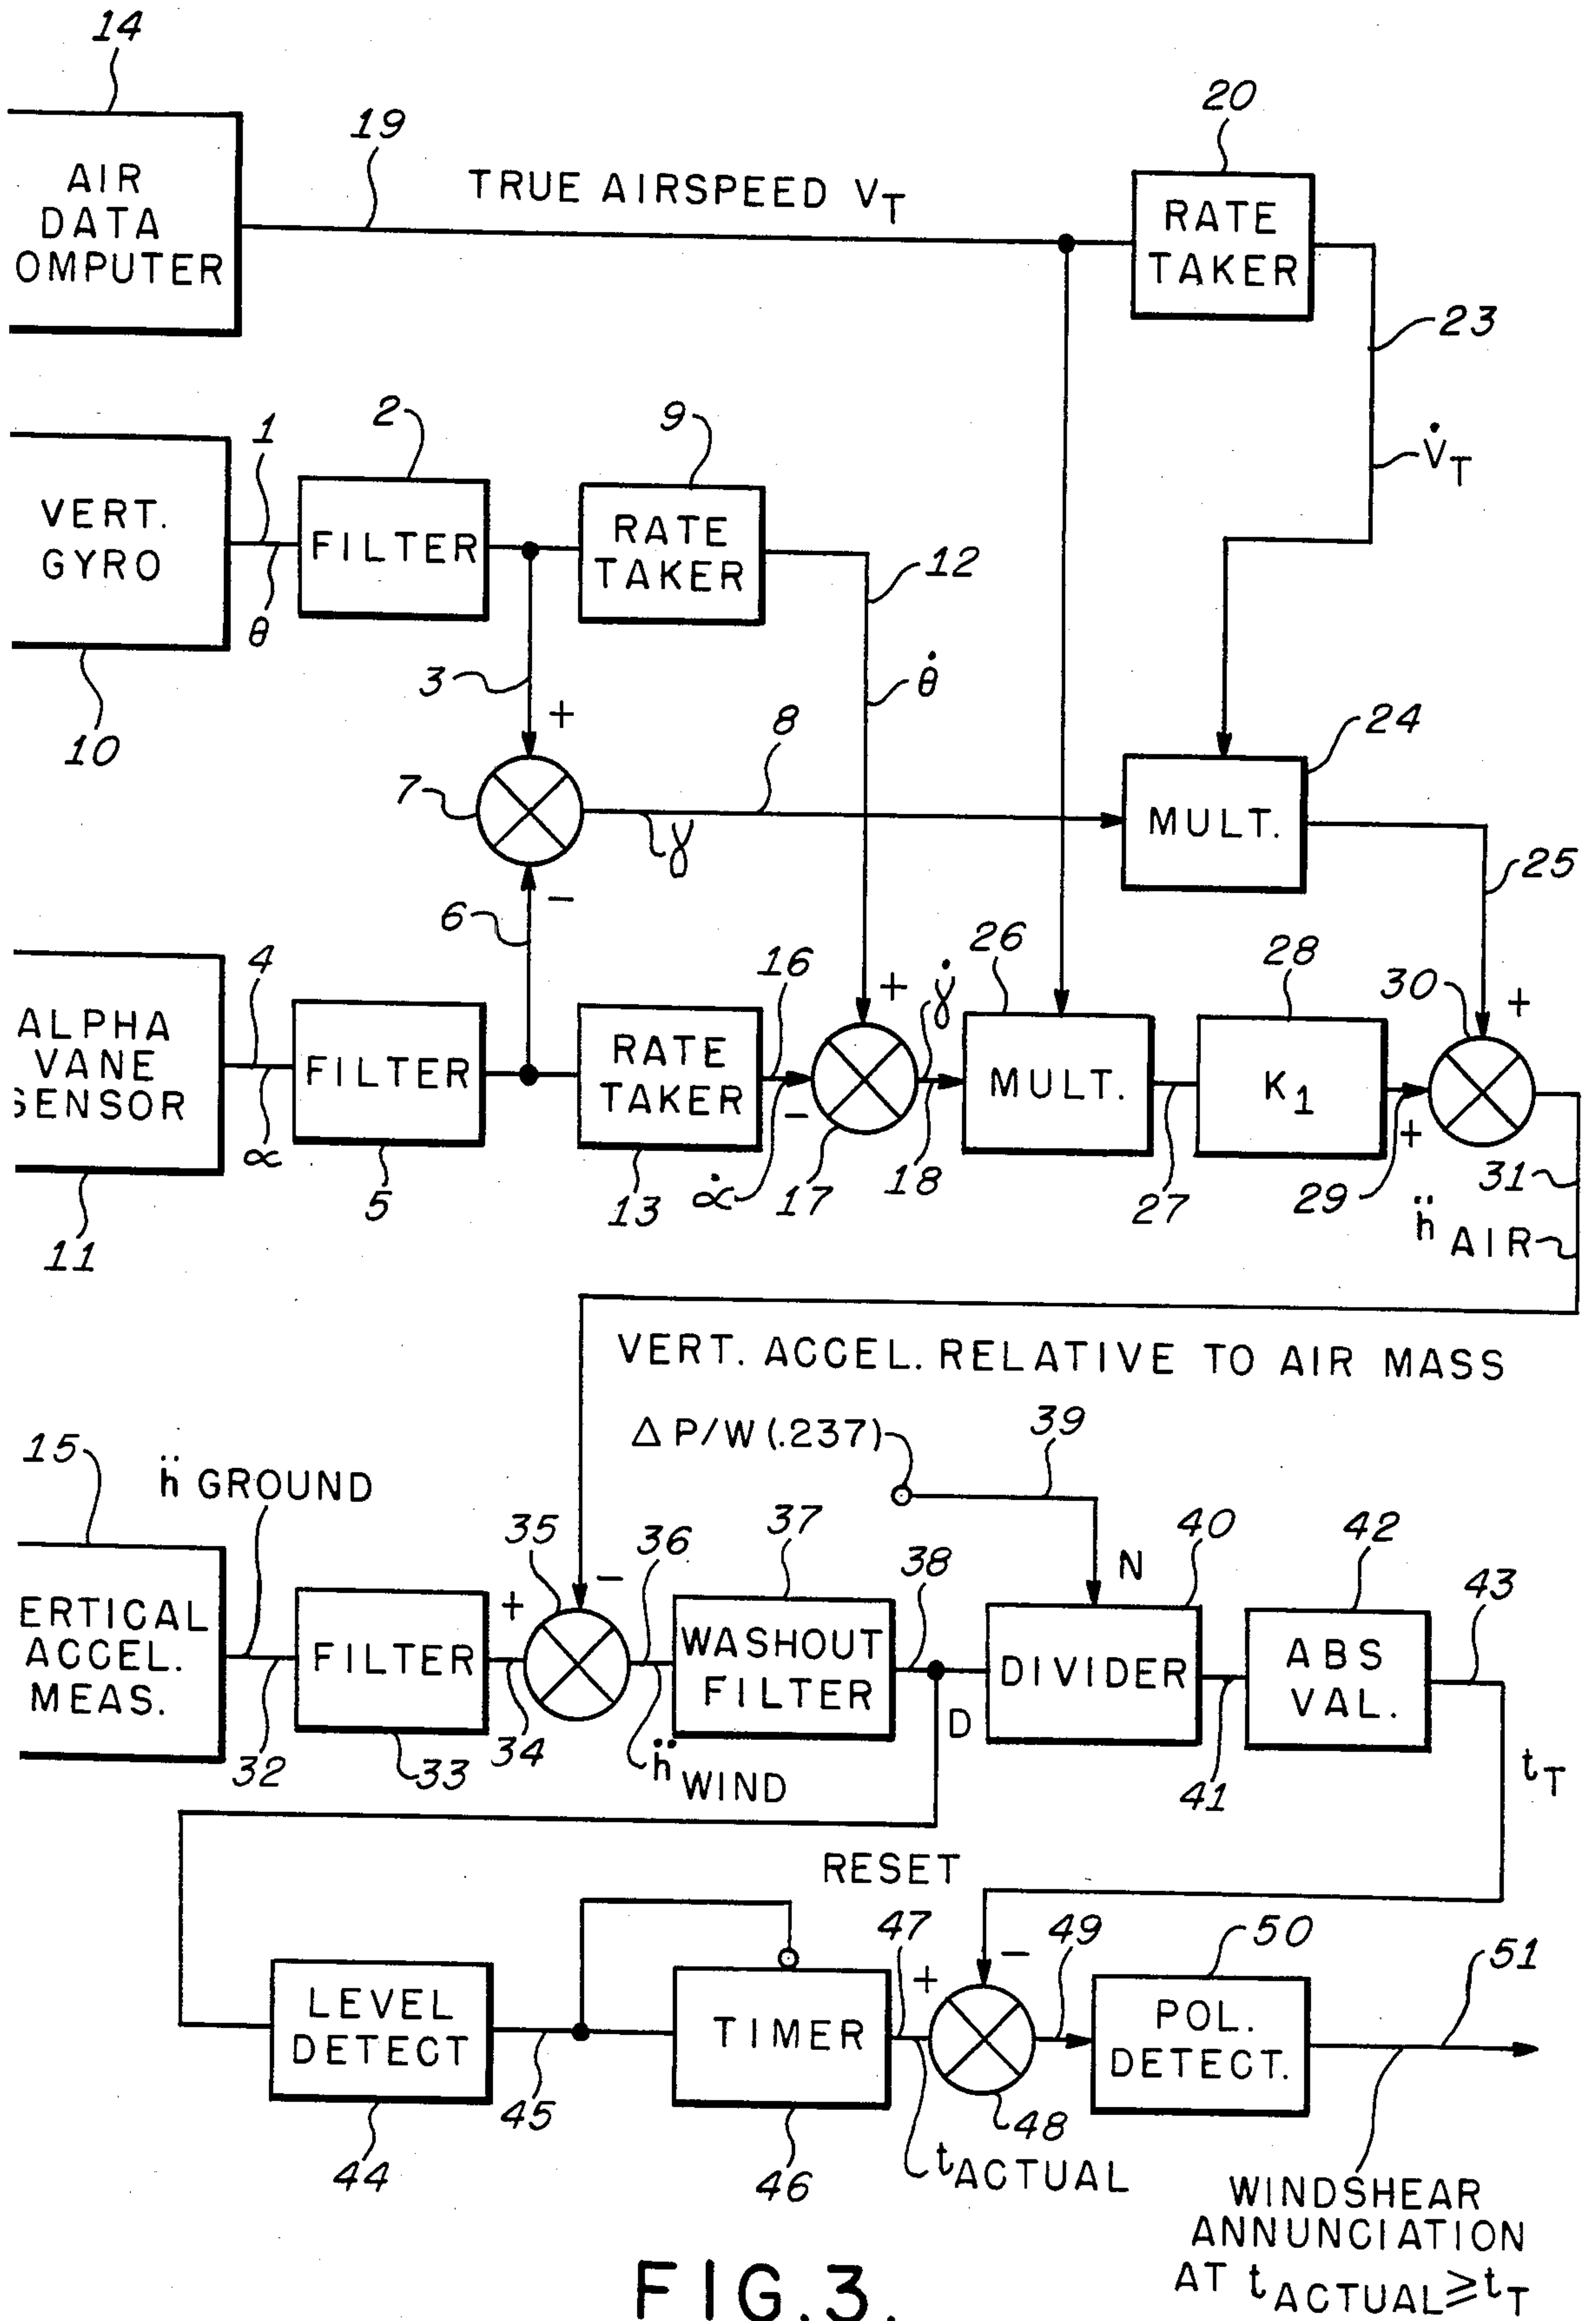 14
19
20
AIR
DATA
OMPUTER
TRUE AIRSPEED V_T
RATE
TAKER
23
V̇_T
1
2
9
VERT.
GYRO
θ
FILTER
RATE
TAKER
12
10
3
+
θ̇
7
8
γ
24
MULT.
25
6
−
4
16
26
28
30
+
+
γ̇
ALPHA
VANE
SENSOR
α
FILTER
RATE
TAKER
−
MULT.
K1
+
11
5
13
α̇
17
18
27
29
31
ḧ AIR
VERT. ACCEL. RELATIVE TO AIR MASS
Δ P/W (.237)
39
15
ḧ GROUND
35
36
37
38
N
40
42
43
ERTICAL
ACCEL.
MEAS.
FILTER
+
−
WASHOUT
FILTER
D
DIVIDER
ABS
VAL.
32
33
34
ḧ WIND
41
t_T
RESET
47
+
−
49
50
51
LEVEL
DETECT
TIMER
POL.
DETECT.
44
45
46
t ACTUAL
48
WINDSHEAR
ANNUNCIATION
AT t ACTUAL ≥ t_T
FIG.3.